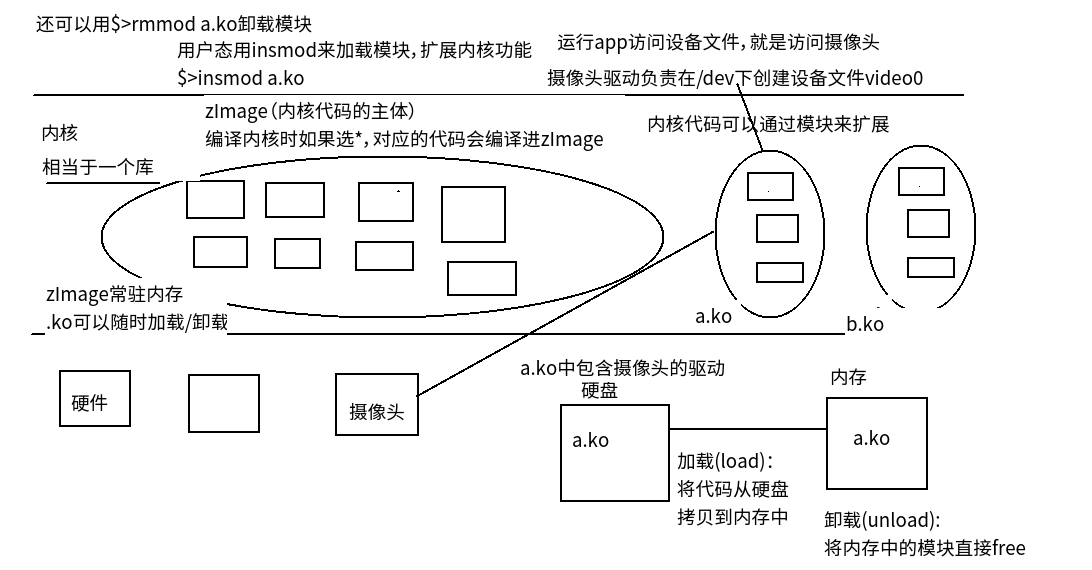 还可以用$>rmmod a.ko卸载模块
用户态用insmod来加载模块，扩展内核功能
$>insmod a.ko
运行app访问设备文件，就是访问摄像头
摄像头驱动负责在/dev下创建设备文件video0
zImage（内核代码的主体）
编译内核时如果选*，对应的代码会编译进zImage
内核
相当于一个库
内核代码可以通过模块来扩展
zImage常驻内存
.ko可以随时加载/卸载
a.ko
b.ko
硬件
摄像头
a.ko中包含摄像头的驱动
硬盘
a.ko
内存
a.ko
加载(load)：
将代码从硬盘
拷贝到内存中
卸载(unload):
将内存中的模块直接free